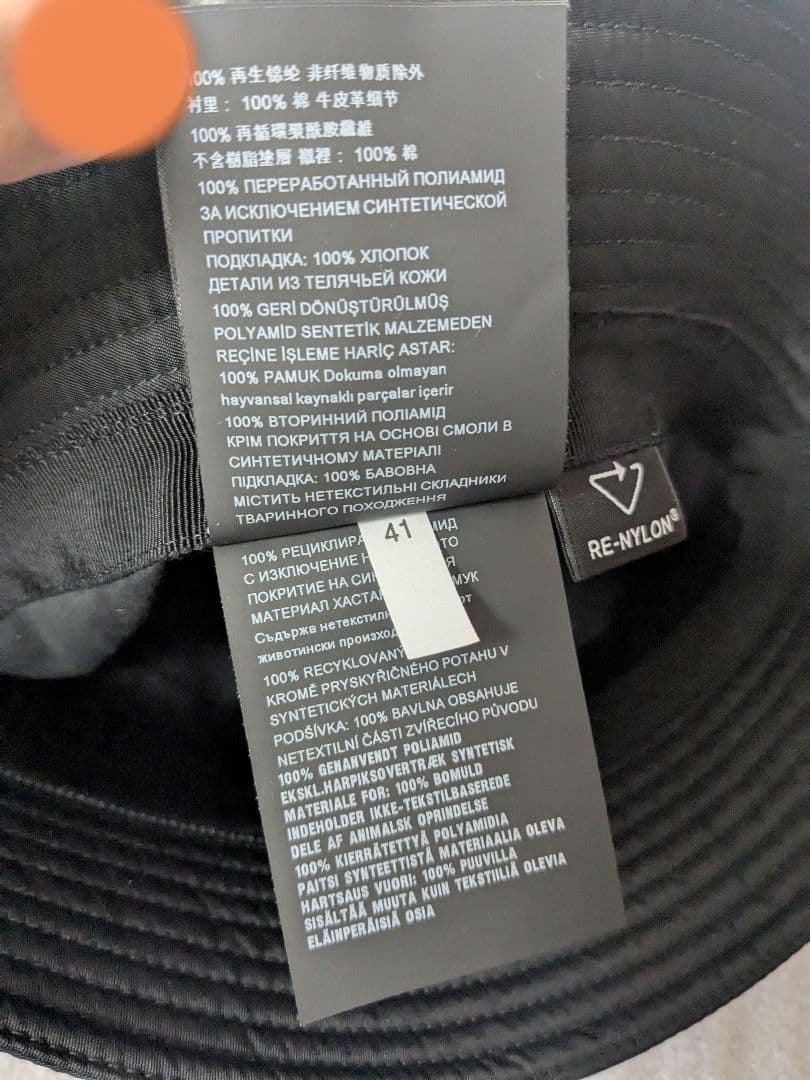 00% 再生锦纶 非纤维物质除外
衬里： 100% 棉 牛皮革细节
100% 再循環聚酰胺纖維
不含樹脂塗層 襯裡： 100% 棉
100% ПЕРЕРАБОТАННЫЙ ПОЛИАМИД
ЗА ИСКЛЮЧЕНИЕМ СИНТЕТИЧЕСКОЙ
ПРОПИТКИ
ПОДКЛАДКА: 100% ХЛОПОК
ДЕТАЛИ ИЗ ТЕЛЯЧЬЕЙ КОЖИ
100% GERİ DÖNÜŞTÜRÜLMÜŞ
POLYAMİD SENTETİK MALZEMEDEN
REÇİNE İŞLEME HARİÇ ASTAR:
100% PAMUK Dokuma olmayan
hayvansal kaynaklı parçalar içerir
100% ВТОРИННИЙ ПОЛІАМІД
КРІМ ПОКРИТТЯ НА ОСНОВІ СМОЛИ В
СИНТЕТИЧНОМУ МАТЕРІАЛІ
ПІДКЛАДКА: 100% БАВОВНА
МІСТИТЬ НЕТЕКСТИЛЬНІ СКЛАДНИКИ
ТВАРИННОГО ПОХОДЖЕННЯ
RE-NYLON®
41
100% РЕЦИКЛИРА МИД
С ИЗКЛЮЧЕНИЕ Н ТО
ПОКРИТИЕ НА СИН Я
МАТЕРИАЛ ХАСТА МУК
Съдържа нетекстилн от
животински произход
100% RECYKLOVANÝ
KROMĚ PRYSKYŘIČNÉHO POTAHU V
SYNTETICKÝCH MATERIÁLECH
PODŠÍVKA: 100% BAVLNA OBSAHUJE
NETEXTILNÍ ČÁSTI ZVÍŘECÍHO PŮVODU
100% GENANVENDT POLIAMID
EKSKL.HARPIKSOVERTRÆK SYNTETISK
MATERIALE FOR: 100% BOMULD
INDEHOLDER IKKE-TEKSTILBASEREDE
DELE AF ANIMALSK OPRINDELSE
100% KIERRÄTETTYÄ POLYAMIDIA
PAITSI SYNTEETTISTÄ MATERIAALIA OLEVA
HARTSAUS VUORI: 100% PUUVILLA
SISÄLTÄÄ MUUTA KUIN TEKSTIILIÄ OLEVIA
ELÄINPERÄISIÄ OSIA